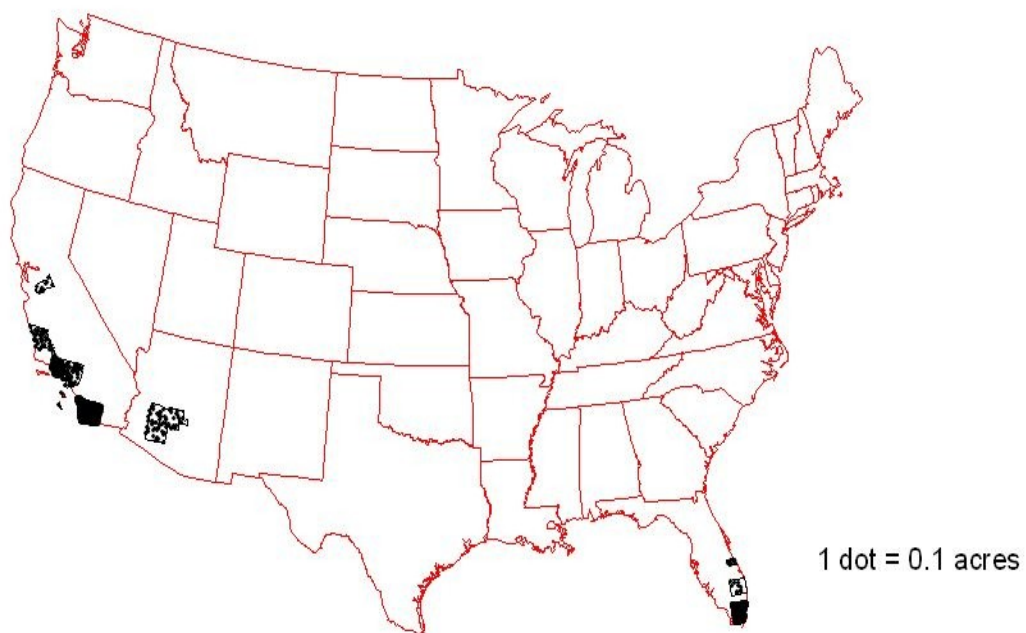 1 dot = 0.1 acres